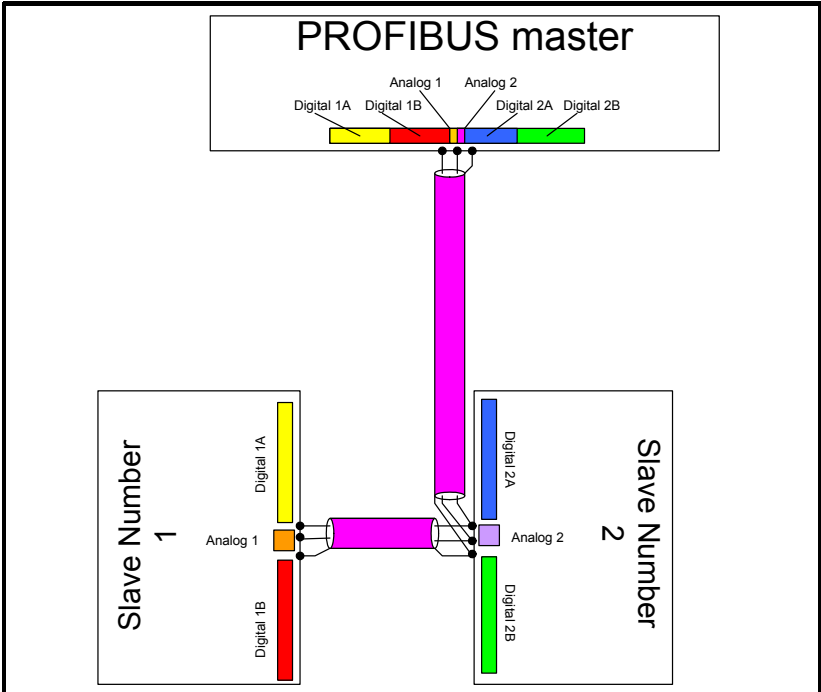 PROFIBUS master
Analog 1
Analog 2
Digital 1A
Digital 1B
Digital 2A
Digital 2B
Slave Number
1
Digital 1A
Analog 1
Digital 1B
Digital 2A
Analog 2
Digital 2B
Slave Number
2